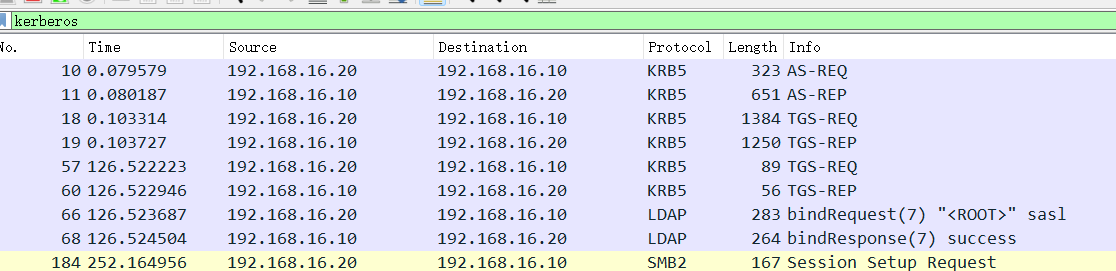 kerberos
No. Time Source Destination Protocol Length Info
10 0.079579 192.168.16.20 192.168.16.10 KRB5 323 AS-REQ
11 0.080187 192.168.16.10 192.168.16.20 KRB5 651 AS-REP
18 0.103314 192.168.16.20 192.168.16.10 KRB5 1384 TGS-REQ
19 0.103727 192.168.16.10 192.168.16.20 KRB5 1250 TGS-REP
57 126.522223 192.168.16.20 192.168.16.10 KRB5 89 TGS-REQ
60 126.522946 192.168.16.10 192.168.16.20 KRB5 56 TGS-REP
66 126.523687 192.168.16.20 192.168.16.10 LDAP 283 bindRequest(7) "<ROOT>" sasl
68 126.524504 192.168.16.10 192.168.16.20 LDAP 264 bindResponse(7) success
184 252.164956 192.168.16.20 192.168.16.10 SMB2 167 Session Setup Request